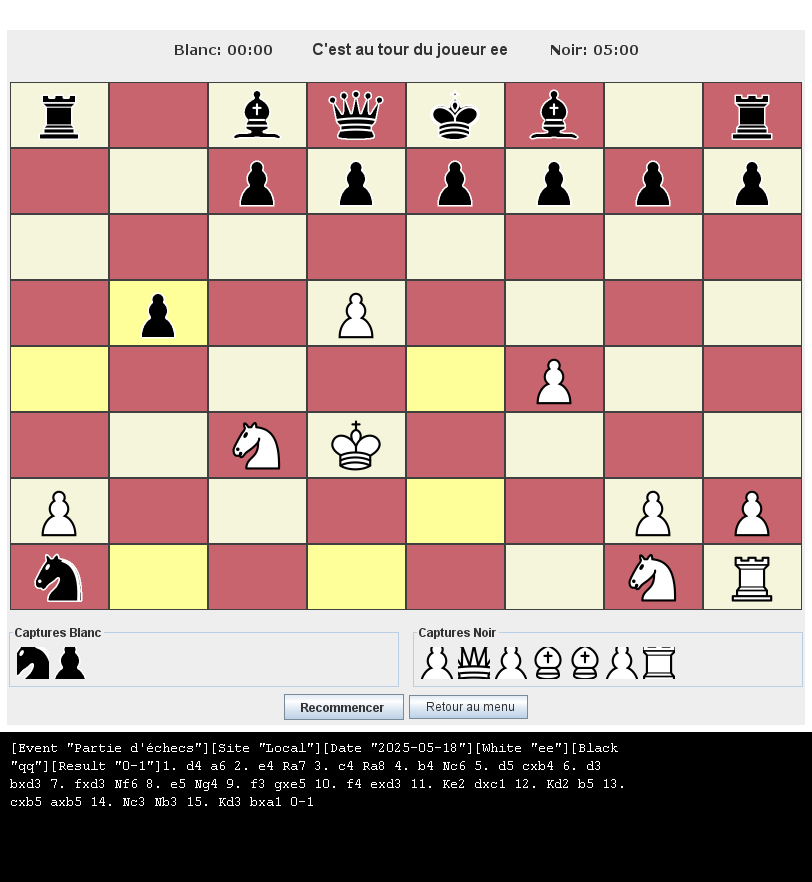 Blanc: 00:00 C'est au tour du joueur ee Noir: 05:00
Captures Blanc Captures Noir
Recommencer Retour au menu
[Event "Partie d'échecs"][Site "Local"][Date "2025-05-18"][White "ee"][Black
"qq"][Result "0-1"]1. d4 a6 2. e4 Ra7 3. c4 Ra8 4. b4 Nc6 5. d5 cxb4 6. d3
bxd3 7. fxd3 Nf6 8. e5 Ng4 9. f3 gxe5 10. f4 exd3 11. Ke2 dxc1 12. Kd2 b5 13.
cxb5 axb5 14. Nc3 Nb3 15. Kd3 bxa1 0-1